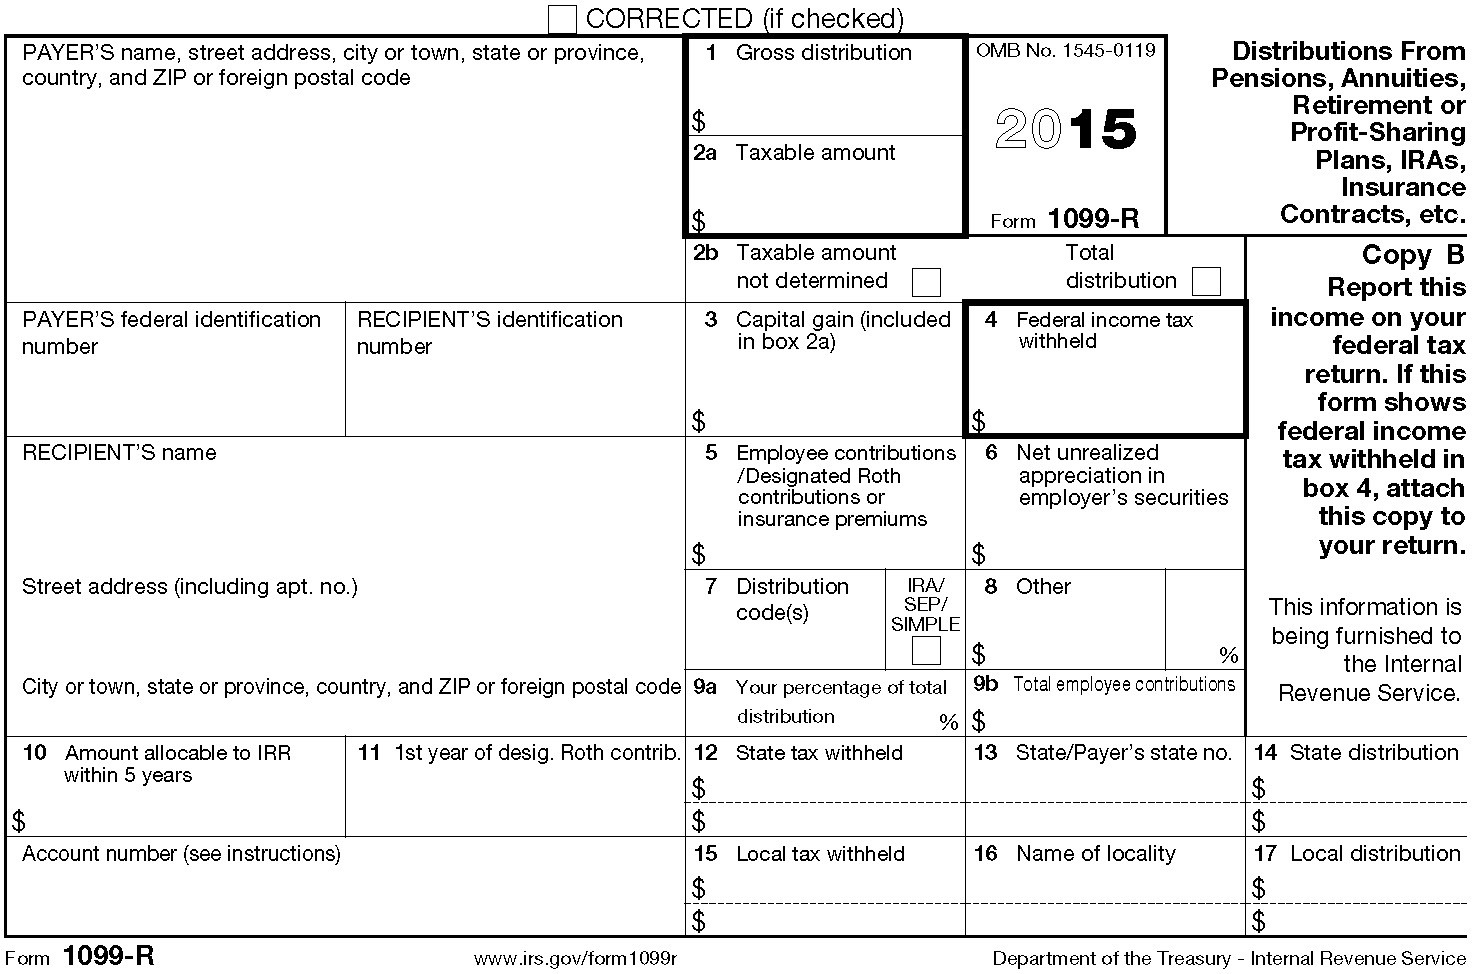 CORRECTED (if checked)
PAYER'S name, street address, city or town, state or province,
country, and ZIP or foreign postal code
1 Gross distribution
$
2a Taxable amount
$
OMB No. 1545-0119
2015
Form 1099-R
Distributions From
Pensions, Annuities,
Retirement or
Profit-Sharing
Plans, IRAs,
Insurance
Contracts, etc.
2b Taxable amount
not determined
Total
distribution
Copy B
Report this
income on your
federal tax
return. If this
form shows
federal income
tax withheld in
box 4, attach
this copy to
your return.
This information is
being furnished to
the Internal
Revenue Service.
PAYER'S federal identification
number
RECIPIENT'S identification
number
3 Capital gain (included
in box 2a)
$
4 Federal income tax
withheld
$
RECIPIENT'S name
5 Employee contributions
/Designated Roth
contributions or
insurance premiums
$
6 Net unrealized
appreciation in
employer's securities
$
Street address (including apt. no.)
7 Distribution
code(s)
IRA/
SEP/
SIMPLE
8 Other
$
%
City or town, state or province, country, and ZIP or foreign postal code
9a Your percentage of total
distribution %
9b Total employee contributions
$
10 Amount allocable to IRR
within 5 years
$
11 1st year of desig. Roth contrib.
12 State tax withheld
$
$
13 State/Payer's state no.
14 State distribution
$
$
Account number (see instructions)
15 Local tax withheld
$
$
16 Name of locality
17 Local distribution
$
$
Form 1099-R
www.irs.gov/form1099r
Department of the Treasury - Internal Revenue Service